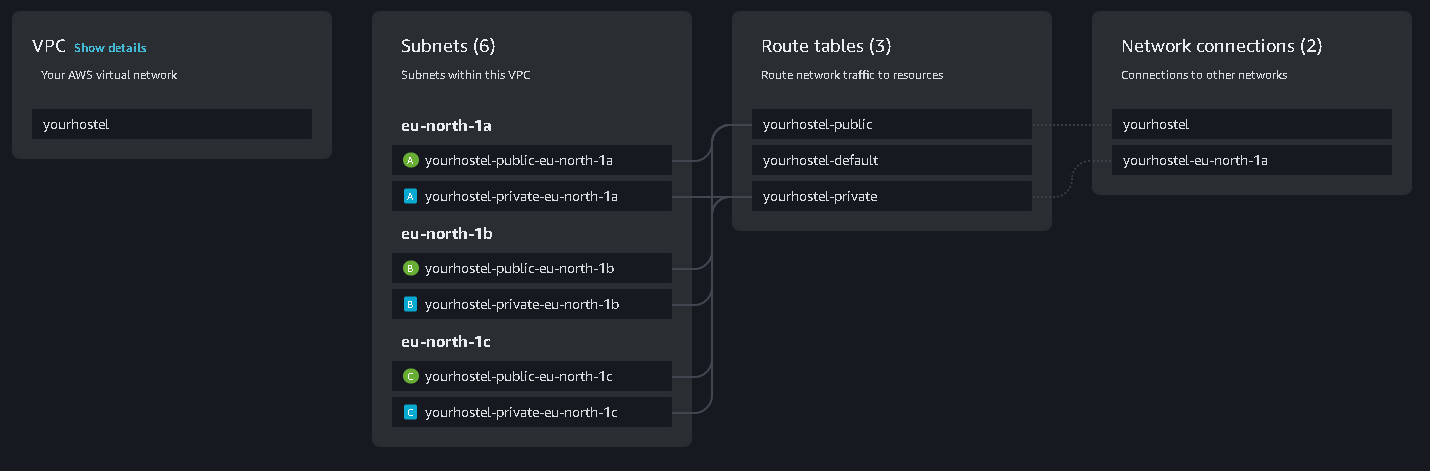 VPC Show details
Your AWS virtual network
yourhostel
Subnets (6)
Subnets within this VPC
eu-north-1a
A yourhostel-public-eu-north-1a
A yourhostel-private-eu-north-1a
eu-north-1b
B yourhostel-public-eu-north-1b
B yourhostel-private-eu-north-1b
eu-north-1c
C yourhostel-public-eu-north-1c
C yourhostel-private-eu-north-1c
Route tables (3)
Route network traffic to resources
yourhostel-public
yourhostel-default
yourhostel-private
Network connections (2)
Connections to other networks
yourhostel
yourhostel-eu-north-1a